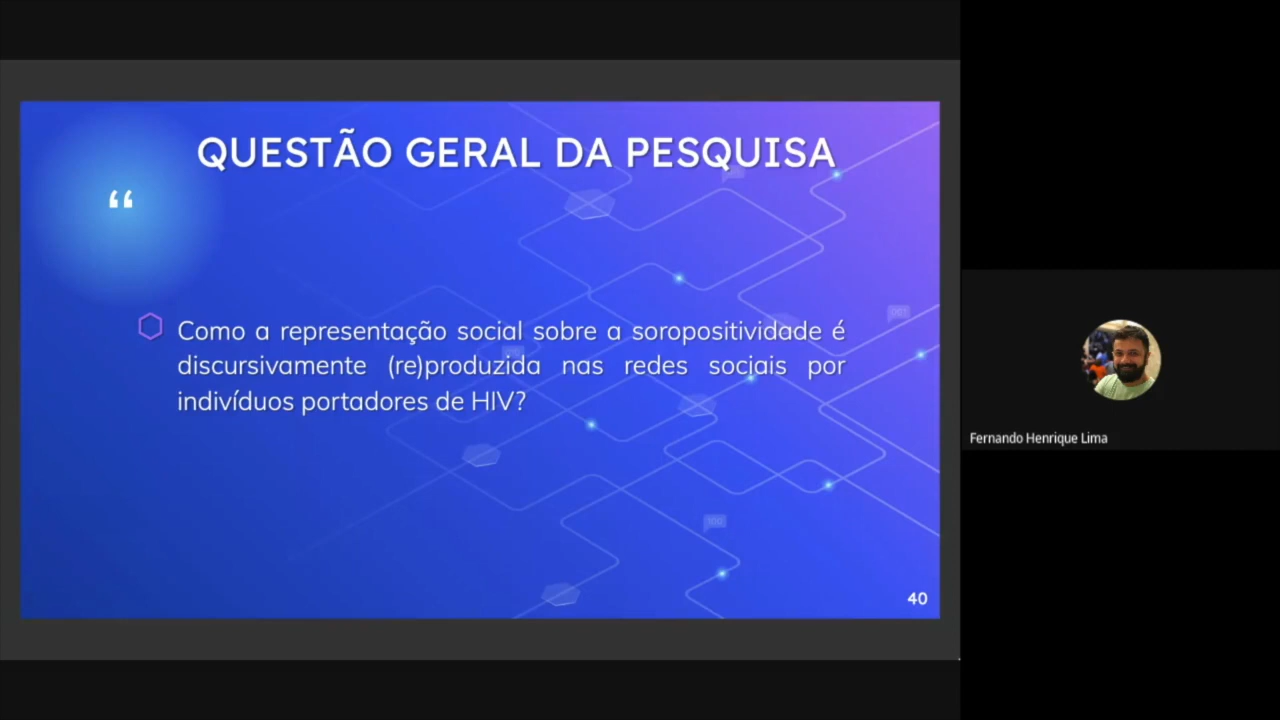 QUESTÃO GERAL DA PESQUISA
“
Como a representação social sobre a soropositividade é
discursivamente (re)produzida nas redes sociais por
indivíduos portadores de HIV?
40
Fernando Henrique Lima